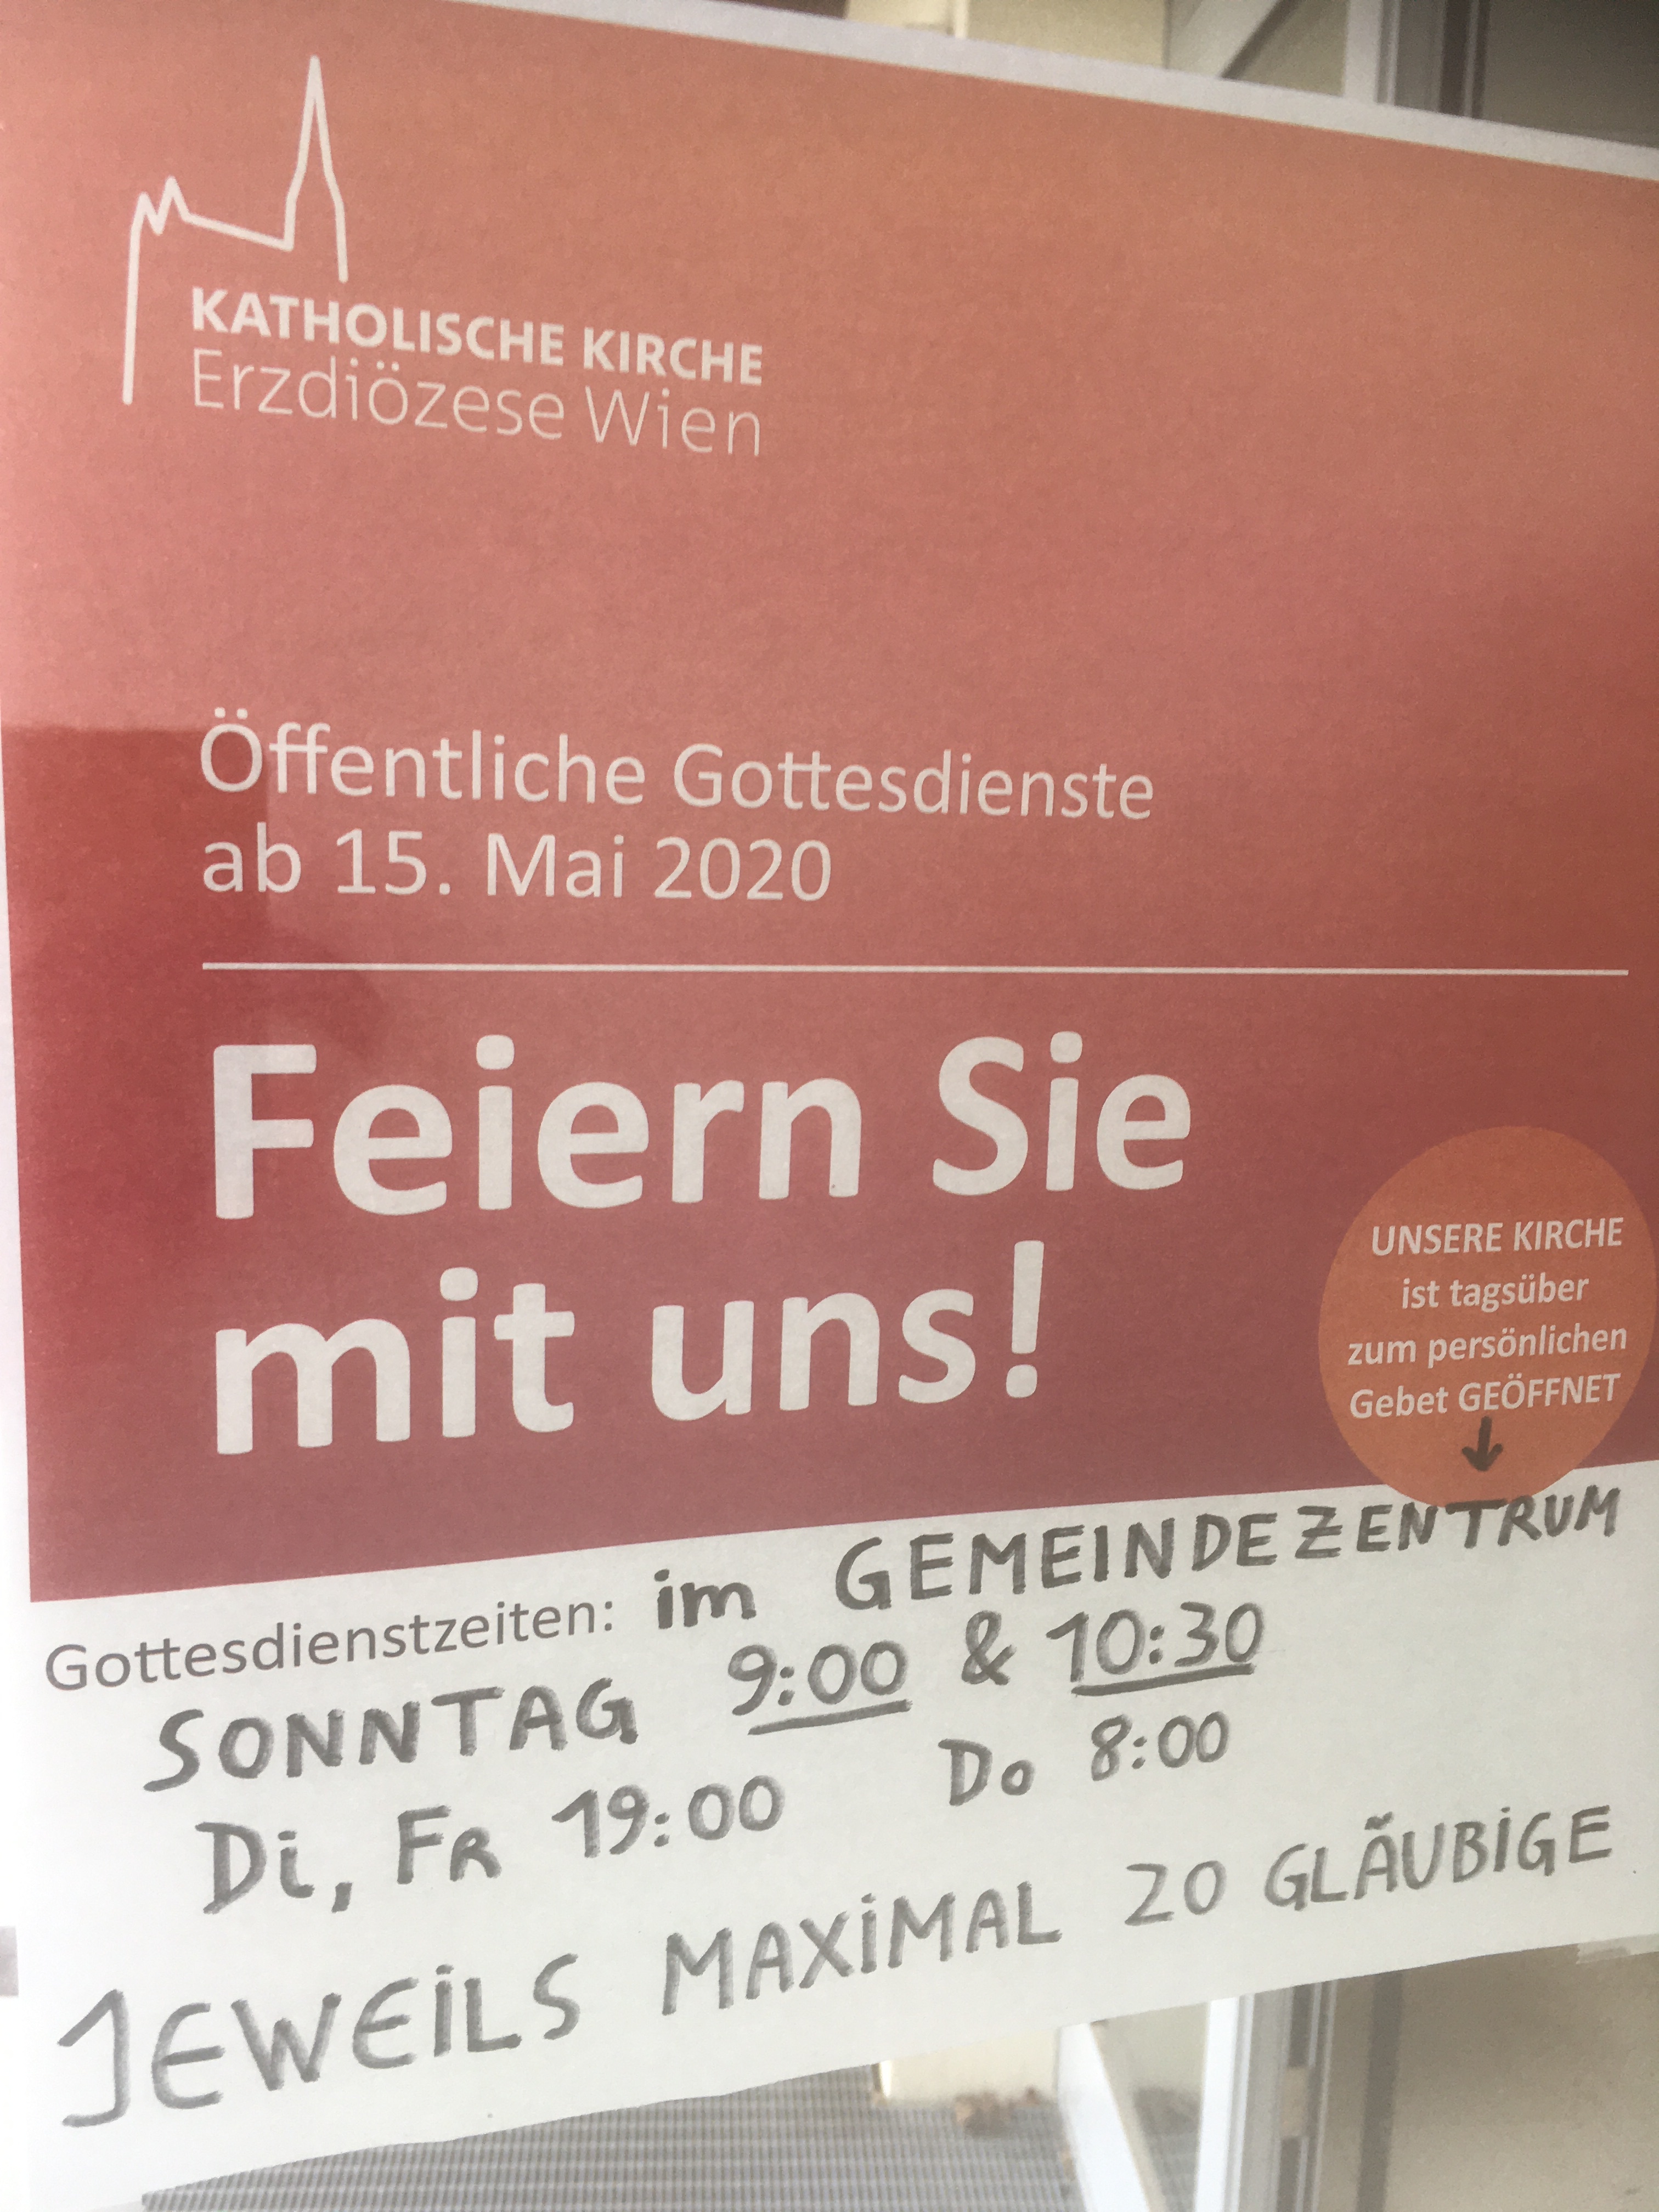 KATHOLISCHE KIRCHE
Erzdiözese Wien
Öffentliche Gottesdienste
ab 15. Mai 2020
Feiern Sie
mit uns!
UNSERE KIRCHE
ist tagsüber
zum persönlichen
Gebet GEÖFFNET
↓
Gottesdienstzeiten: im GEMEINDEZENTRUM
SONNTAG 9:00 & 10:30
Di, FR 19:00 Do 8:00
JEWEiLS MAXiMAL 20 GLÄUBiGE